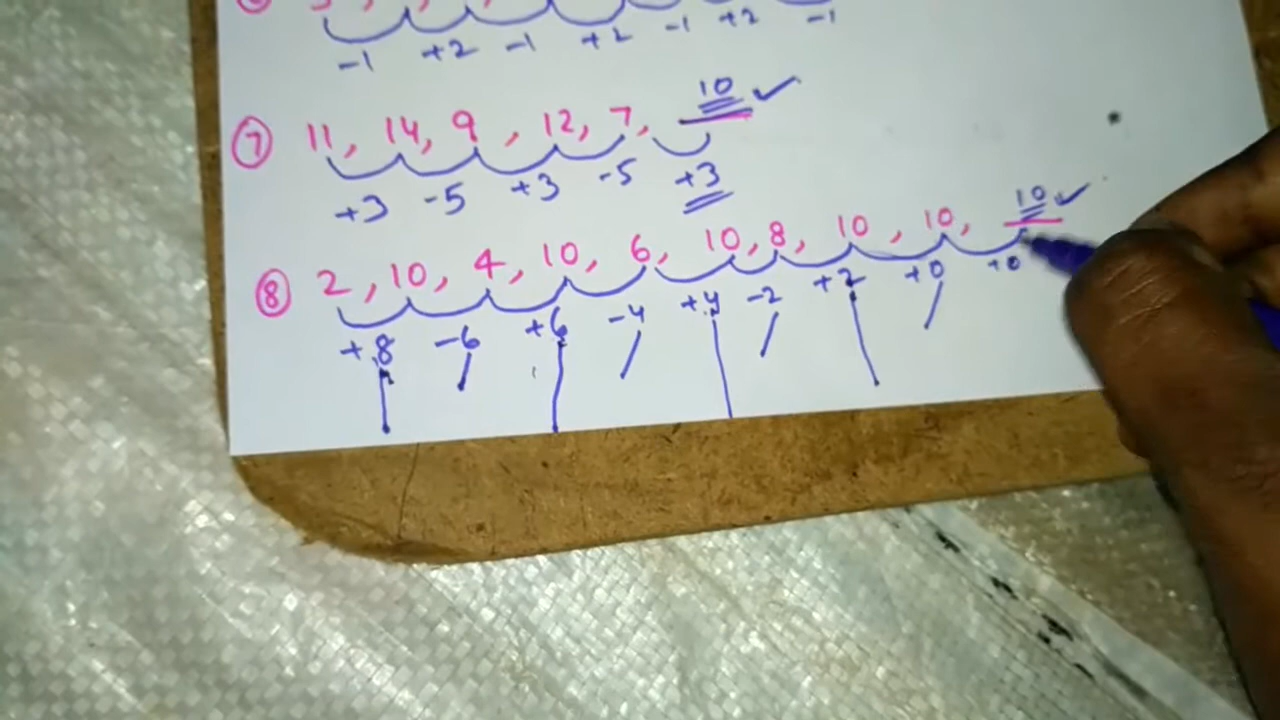 -1 +2 -1 +2 -1 +2 -1
⑦ 11, 14, 9, 12, 7, 10 ✓
+3 -5 +3 -5 +3
⑧ 2, 10, 4, 10, 6, 10, 8, 10, 10, 10 ✓
+8 -6 +6 -4 +4 -2 +2 +0 +0